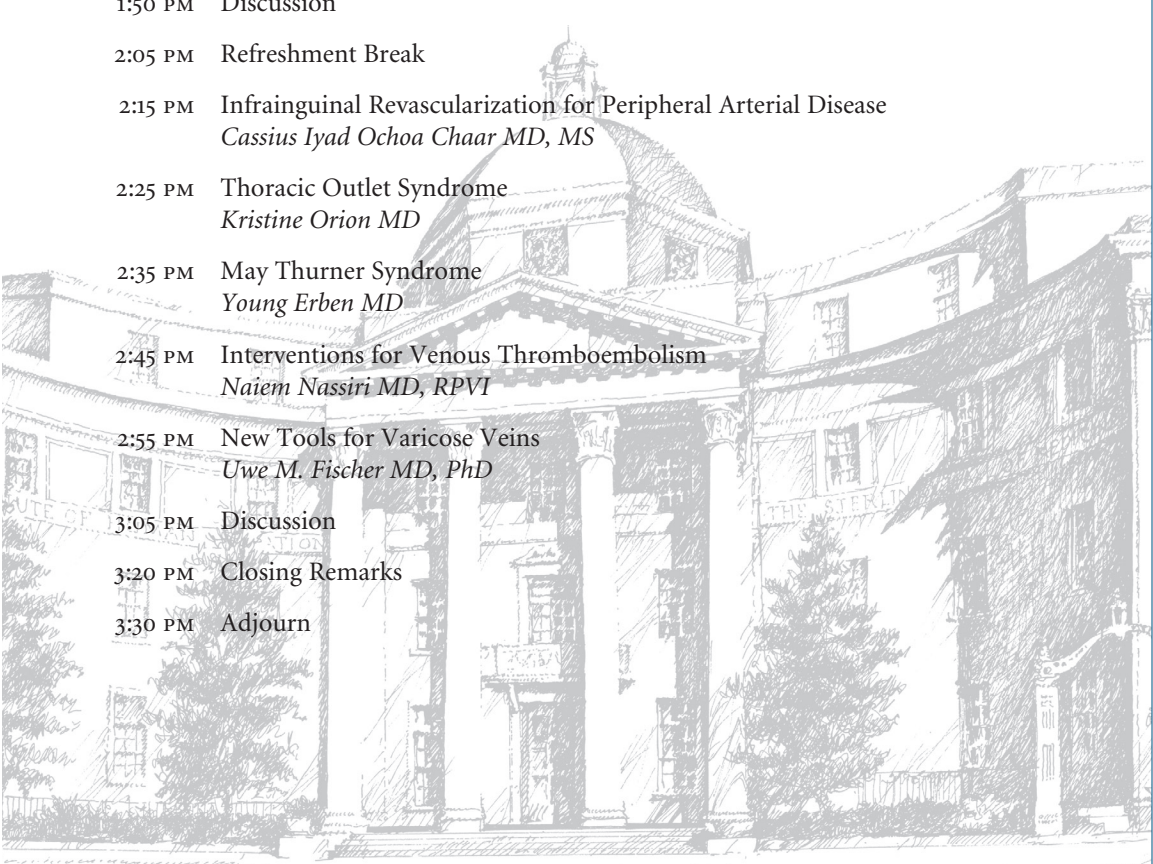 1:50 PM Discussion
2:05 PM Refreshment Break
2:15 PM Infrainguinal Revascularization for Peripheral Arterial Disease
Cassius Iyad Ochoa Chaar MD, MS
2:25 PM Thoracic Outlet Syndrome
Kristine Orion MD
2:35 PM May Thurner Syndrome
Young Erben MD
2:45 PM Interventions for Venous Thromboembolism
Naiem Nassiri MD, RPVI
2:55 PM New Tools for Varicose Veins
Uwe M. Fischer MD, PhD
3:05 PM Discussion
3:20 PM Closing Remarks
3:30 PM Adjourn